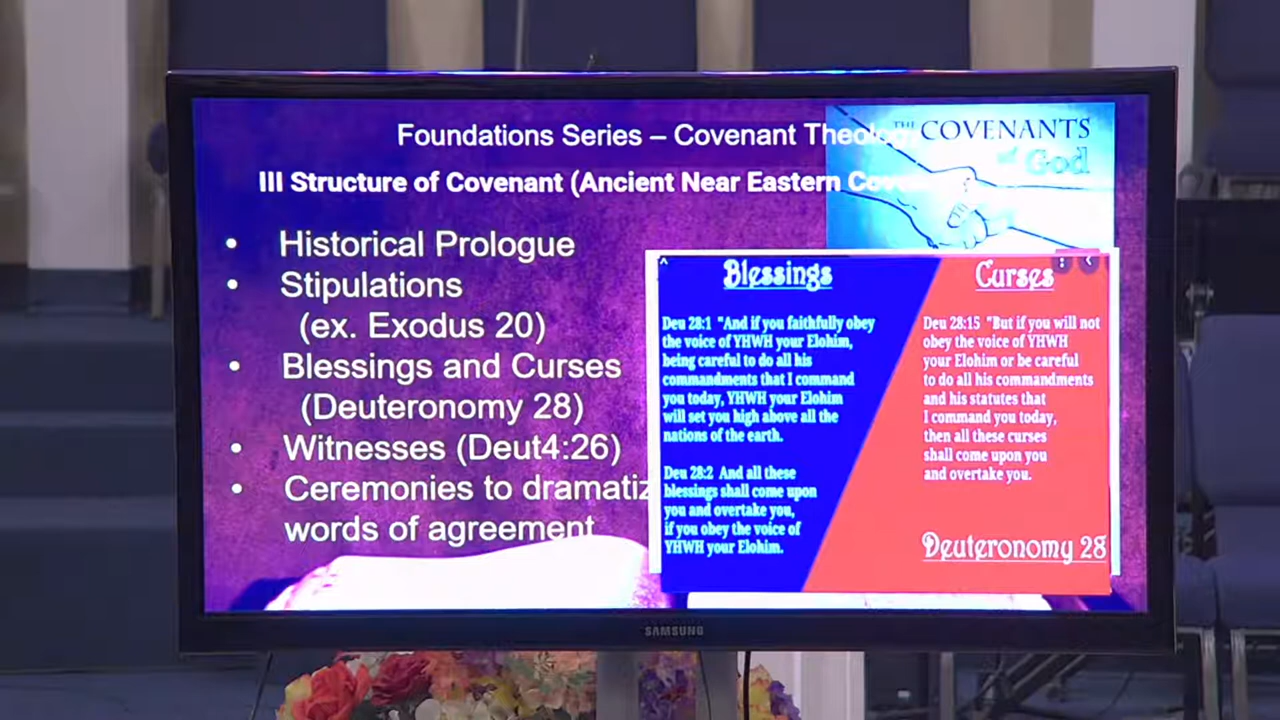 Foundations Series – Covenant Theology
III Structure of Covenant (Ancient Near Eastern
THE COVENANTS
of God
• Historical Prologue
• Stipulations
(ex. Exodus 20)
• Blessings and Curses
(Deuteronomy 28)
• Witnesses (Deut4:26)
• Ceremonies to dramatiz
words of agreement
Blessings
Deu 28:1 "And if you faithfully obey
the voice of YHWH your Elohim,
being careful to do all his
commandments that I command
you today, YHWH your Elohim
will set you high above all the
nations of the earth.
Deu 28:2 And all these
blessings shall come upon
you and overtake you,
if you obey the voice of
YHWH your Elohim.
Curses
Deu 28:15 "But if you will not
obey the voice of YHWH
your Elohim or be careful
to do all his commandments
and his statutes that
I command you today,
then all these curses
shall come upon you
and overtake you.
Deuteronomy 28
SAMSUNG